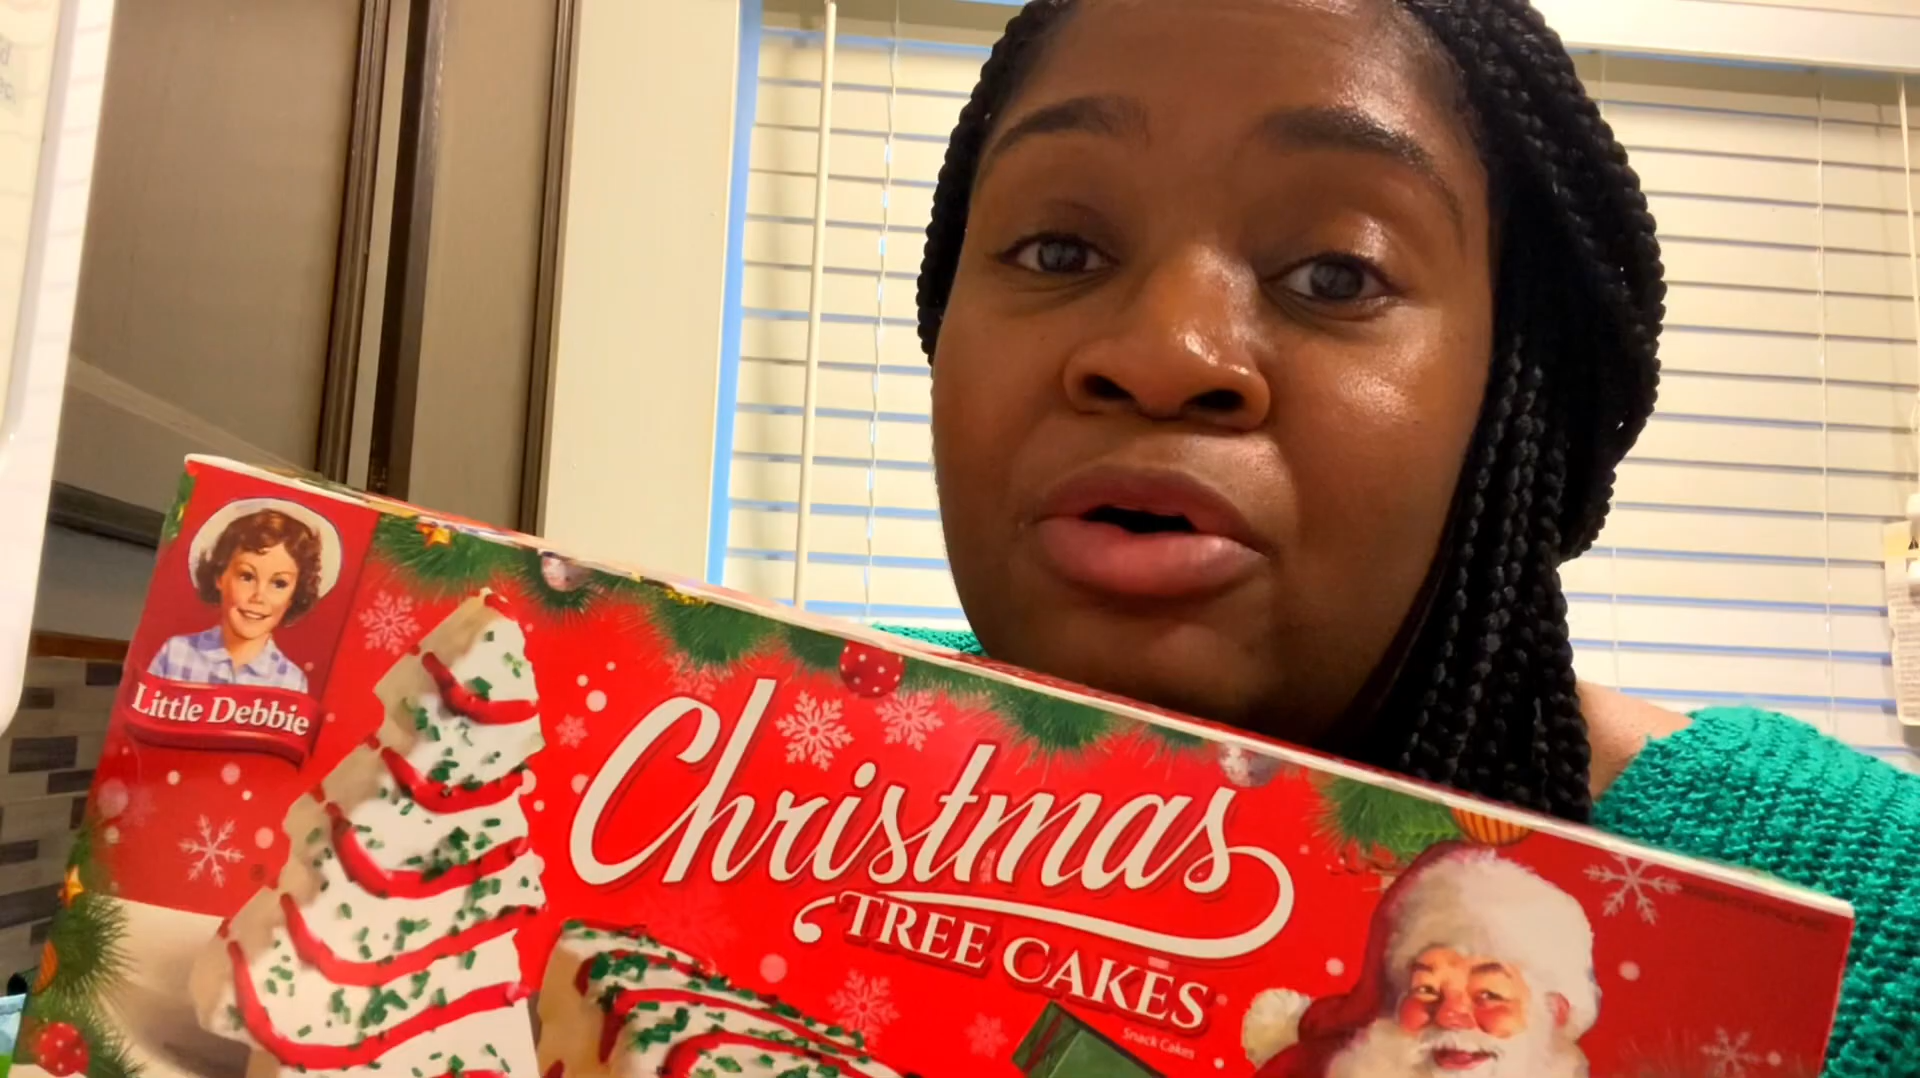 Little Debbie
Christmas
TREE CAKES
Snack Cakes